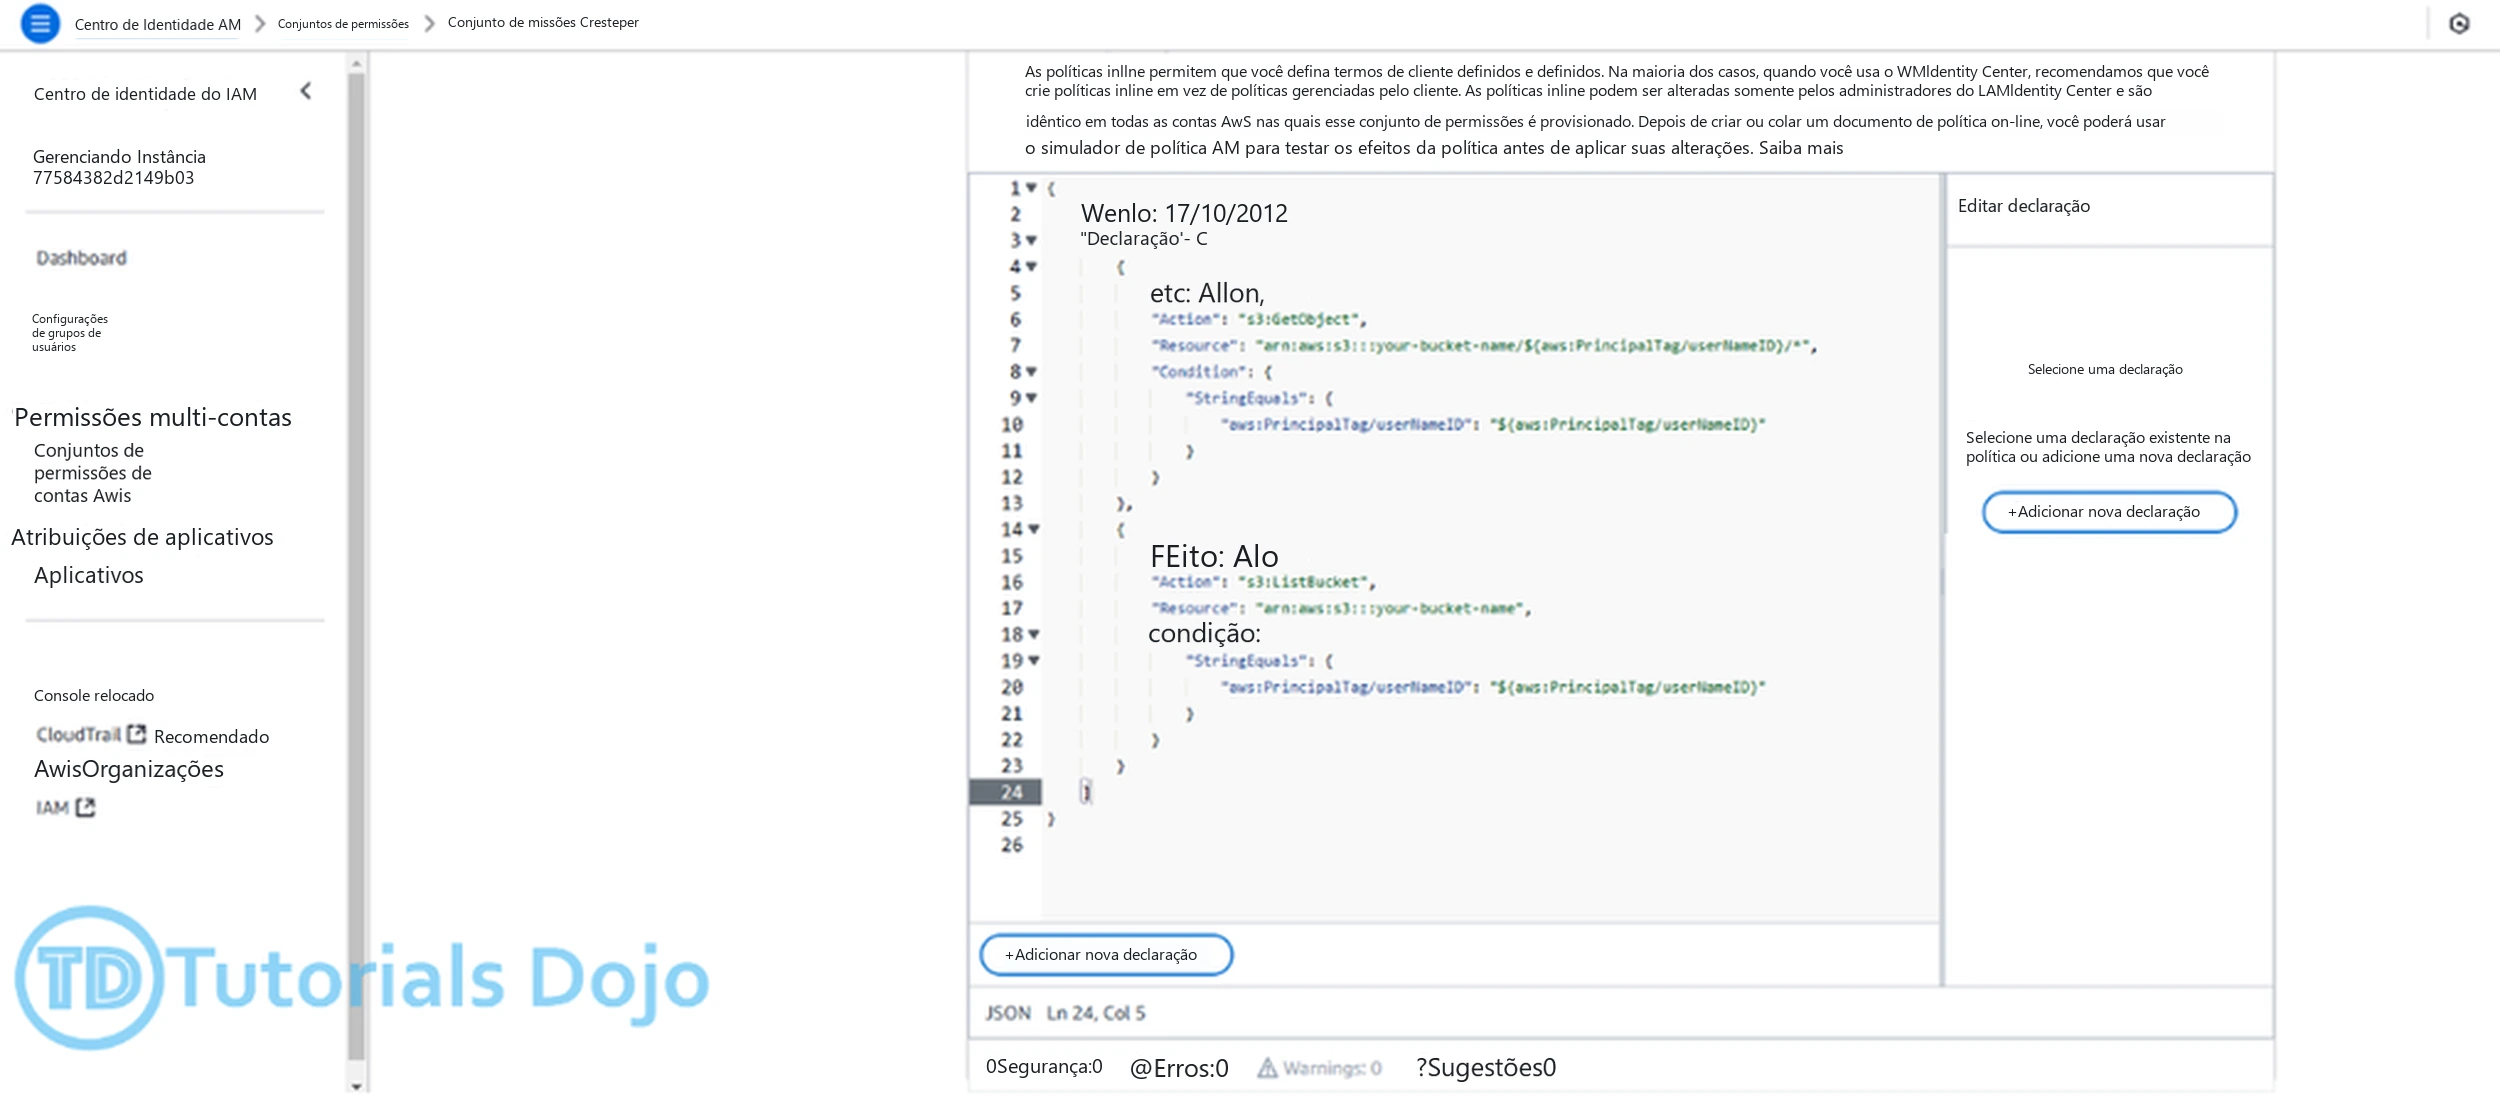 Centro de Identidade AM
Conjuntos de permissões
Conjunto de missões Cresteper
Centro de identidade do IAM
Gerenciando Instância
77584382d2149b03
Dashboard
Configurações
de grupos de
usuários
'Permissões multi-contas
Conjuntos de
permissões de
contas Awis
Atribuições de aplicativos
Aplicativos
Console relocado
CloudTrail Recomendado
AwisOrganizações
IAM
As políticas inllne permitem que você defina termos de cliente definidos e definidos. Na maioria dos casos, quando você usa o WMldentity Center, recomendamos que você
crie políticas inline em vez de políticas gerenciadas pelo cliente. As políticas inline podem ser alteradas somente pelos administradores do LAMldentity Center e são
idêntico em todas as contas AwS nas quais esse conjunto de permissões é provisionado. Depois de criar ou colar um documento de política on-line, você poderá usar
o simulador de política AM para testar os efeitos da política antes de aplicar suas alterações. Saiba mais
1 {
2 Wenlo: 17/10/2012
3 "Declaração'- C
4 {
5 etc: Allon,
6 "Action": "s3:GetObject",
7 "Resource": "arn:aws:s3:::your-bucket-name/${aws:PrincipalTag/userNameID}/*",
8 "Condition": {
9 "StringEquals": {
10 "aws:PrincipalTag/userNameID": "${aws:PrincipalTag/userNameID}"
11 }
12 }
13 },
14 {
15 FEito: Alo
16 "Action": "s3:ListBucket",
17 "Resource": "arn:aws:s3:::your-bucket-name",
18 condição:
19 "StringEquals": {
20 "aws:PrincipalTag/userNameID": "${aws:PrincipalTag/userNameID}"
21 }
22 }
23 }
24 ]
25 }
26
+Adicionar nova declaração
JSON Ln 24, Col 5
0Segurança:0 @Erros:0 Warnings: 0 ?Sugestões0
Editar declaração
Selecione uma declaração
Selecione uma declaração existente na
política ou adicione uma nova declaração
+Adicionar nova declaração
TD Tutorials Dojo